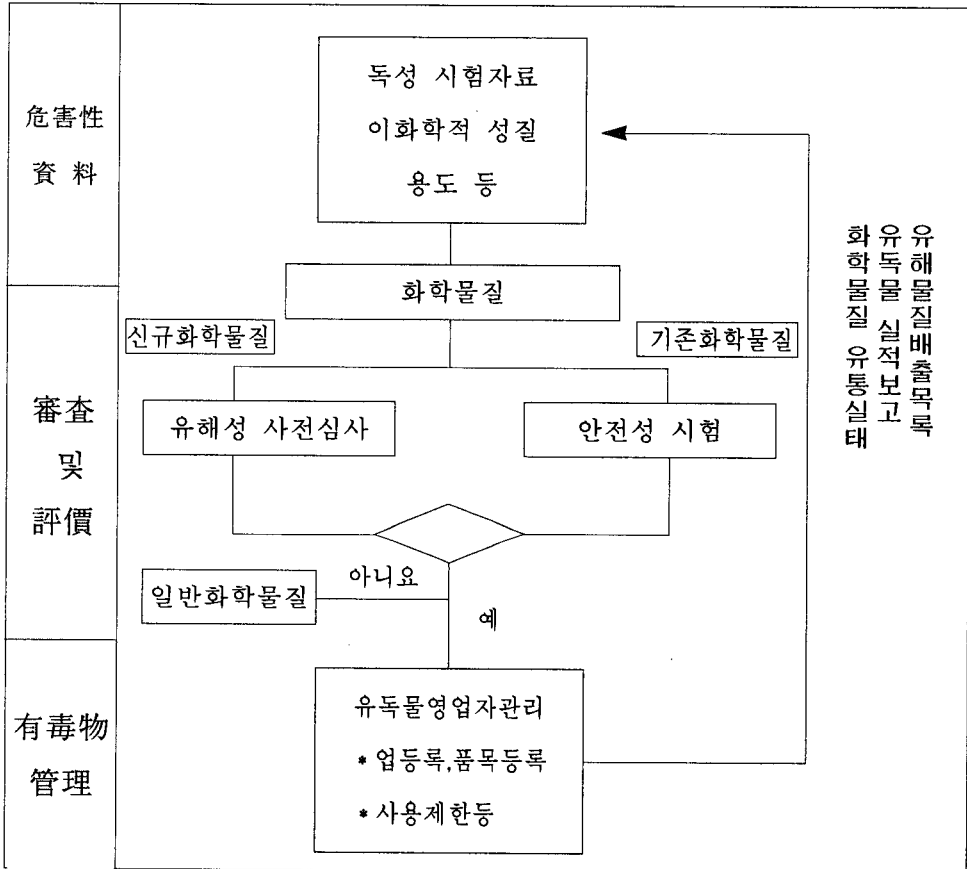 危害性
資 料
독성 시험자료
이화학적 성질
용도 등
화학물질
신규화학물질
기존화학물질
審査
및
評價
유해성 사전심사
안전성 시험
아니요
일반화학물질
예
有毒物
管理
유독물영업자관리
* 업등록,품목등록
* 사용제한등
유해물질배출목록
유독물 실적보고
화학물질 유통실태